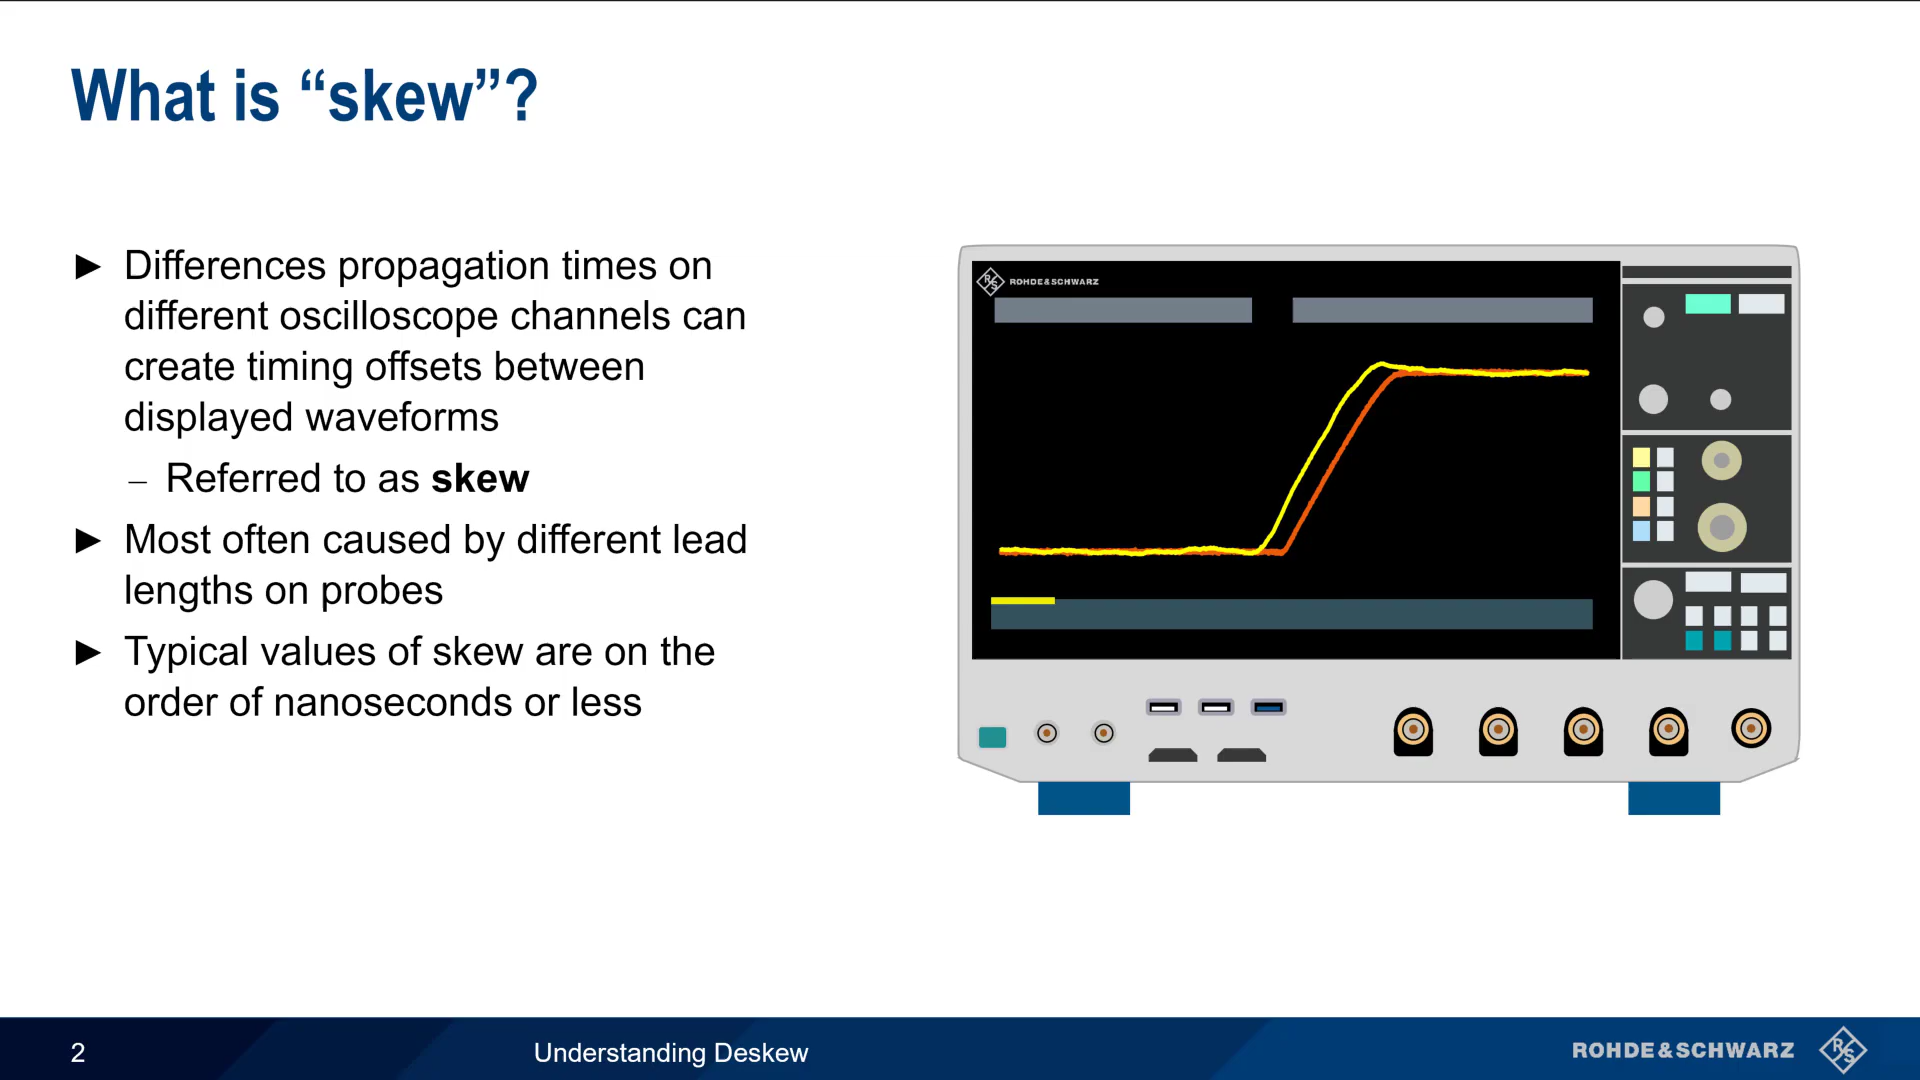 What is “skew”?
► Differences propagation times on
different oscilloscope channels can
create timing offsets between
displayed waveforms
– Referred to as skew
► Most often caused by different lead
lengths on probes
► Typical values of skew are on the
order of nanoseconds or less
R&S ROHDE&SCHWARZ
2
Understanding Deskew
ROHDE&SCHWARZ R&S